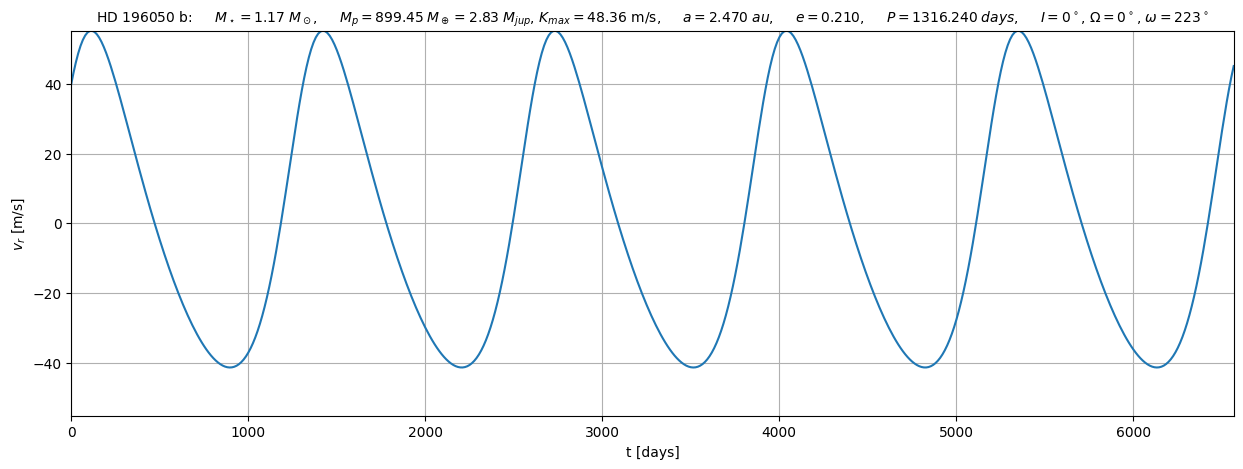 HD 196050 b: M⋆ = 1.17 M⊙, Mp = 899.45 M⊕ = 2.83 Mjup, Kmax = 48.36 m/s, a = 2.470 au, e = 0.210, P = 1316.240 days, I = 0°, Ω = 0°, ω = 223°
40
20
0
−20
−40
vr [m/s]
0 1000 2000 3000 4000 5000 6000
t [days]